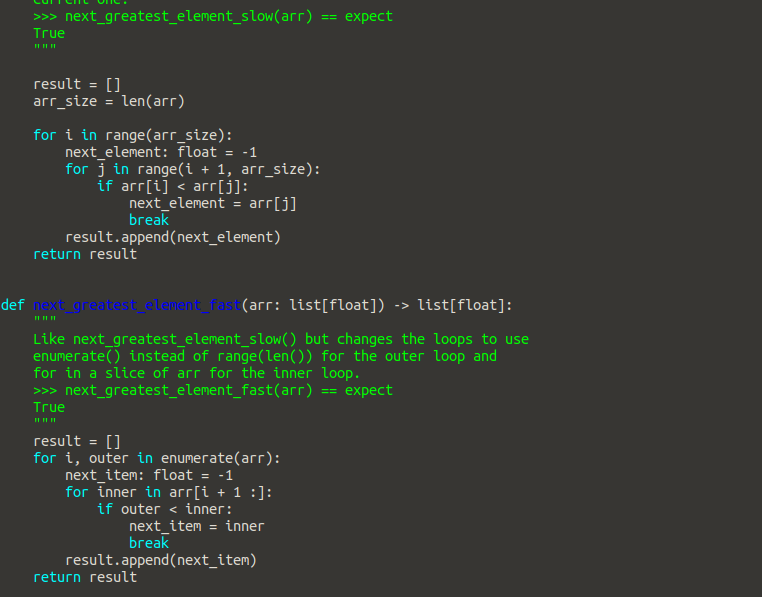 current one.
    >>> next_greatest_element_slow(arr) == expect
    True
    """

    result = []
    arr_size = len(arr)

    for i in range(arr_size):
        next_element: float = -1
        for j in range(i + 1, arr_size):
            if arr[i] < arr[j]:
                next_element = arr[j]
                break
        result.append(next_element)
    return result


def next_greatest_element_fast(arr: list[float]) -> list[float]:
    """
    Like next_greatest_element_slow() but changes the loops to use
    enumerate() instead of range(len()) for the outer loop and
    for in a slice of arr for the inner loop.
    >>> next_greatest_element_fast(arr) == expect
    True
    """
    result = []
    for i, outer in enumerate(arr):
        next_item: float = -1
        for inner in arr[i + 1 :]:
            if outer < inner:
                next_item = inner
                break
        result.append(next_item)
    return result